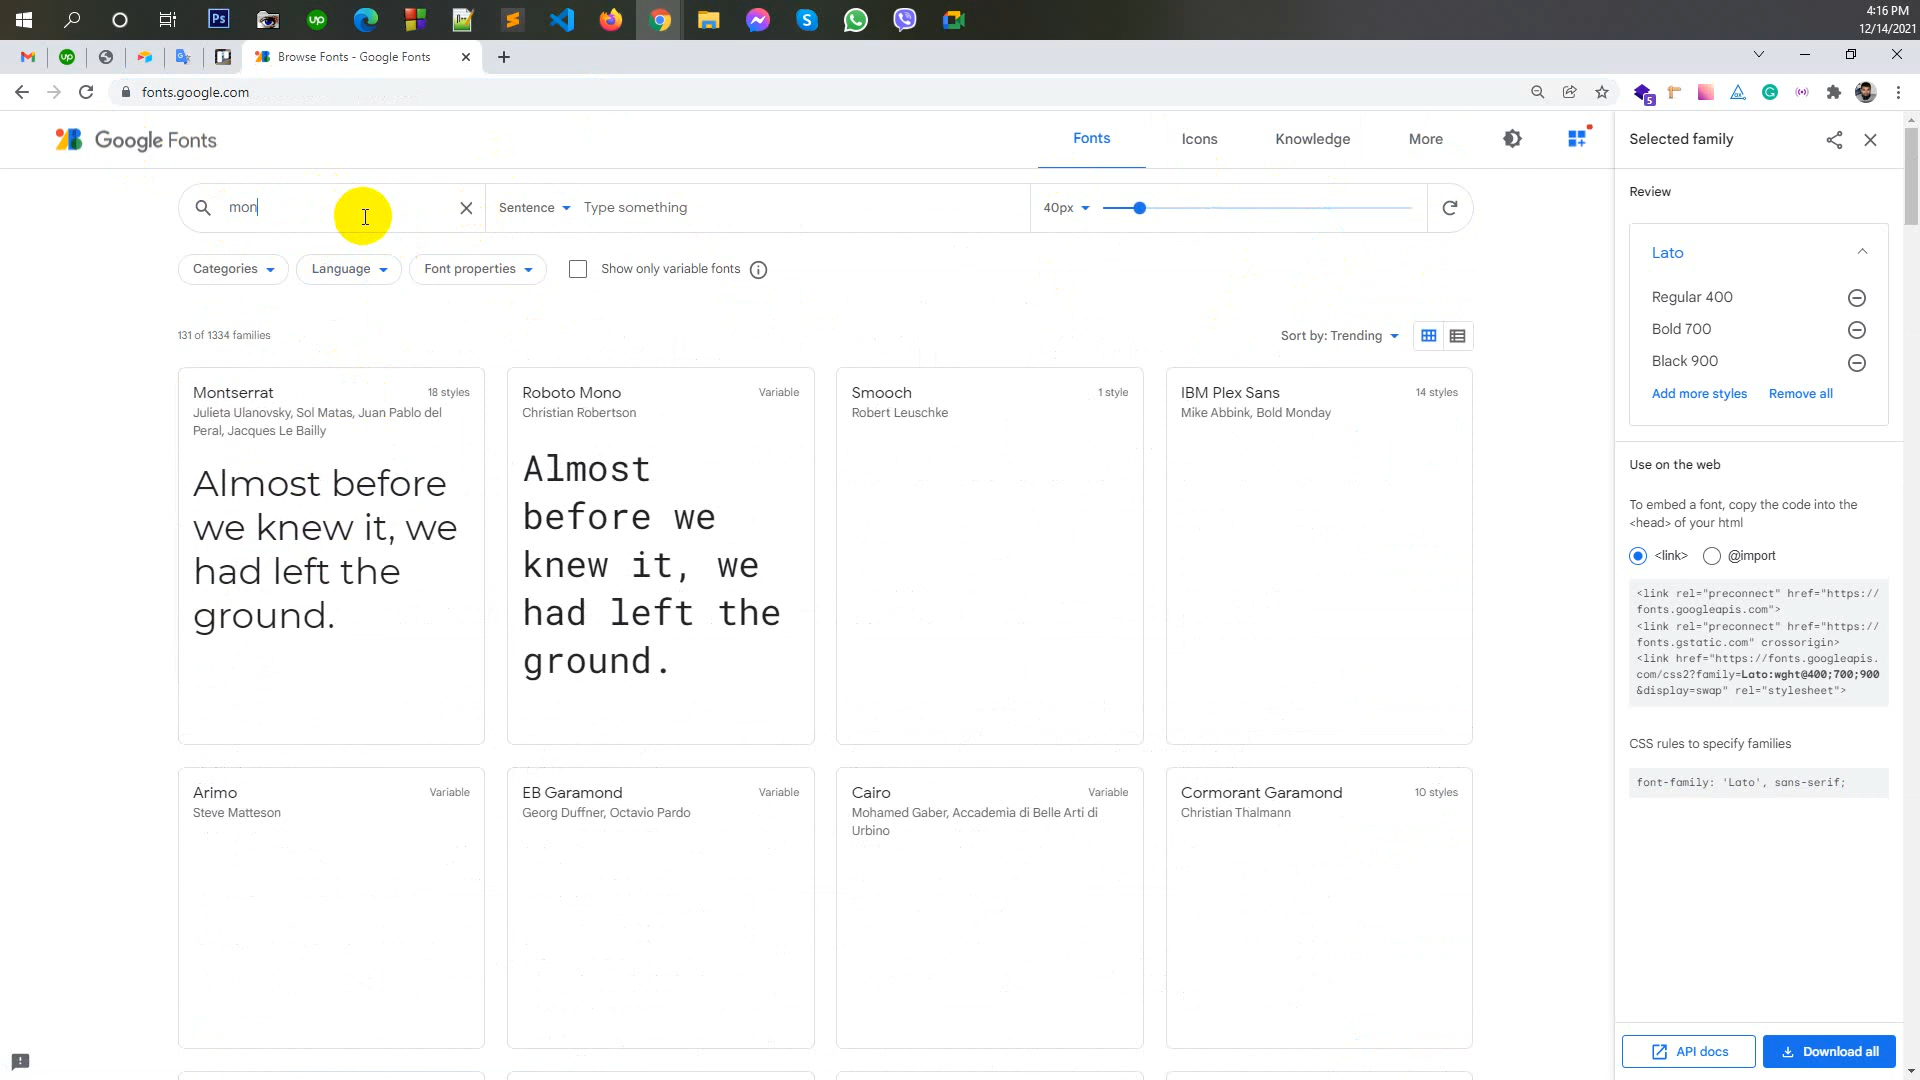 4:16 PM
12/14/2021
Browse Fonts - Google Fonts
fonts.google.com
5
Google Fonts
Fonts
Icons
Knowledge
More
mon
Sentence
Type something
40px
Categories
Language
Font properties
Show only variable fonts
131 of 1334 families
Sort by: Trending
Montserrat
18 styles
Julieta Ulanovsky, Sol Matas, Juan Pablo del
Peral, Jacques Le Bailly
Almost before
we knew it, we
had left the
ground.
Roboto Mono
Variable
Christian Robertson
Almost
before we
knew it, we
had left the
ground.
Smooch
1 style
Robert Leuschke
IBM Plex Sans
14 styles
Mike Abbink, Bold Monday
Arimo
Variable
Steve Matteson
EB Garamond
Variable
Georg Duffner, Octavio Pardo
Cairo
Variable
Mohamed Gaber, Accademia di Belle Arti di
Urbino
Cormorant Garamond
10 styles
Christian Thalmann
Selected family
Review
Lato
Regular 400
Bold 700
Black 900
Add more styles
Remove all
Use on the web
To embed a font, copy the code into the
<head> of your html
<link>
@import
<link rel="preconnect" href="https://
fonts.googleapis.com">
<link rel="preconnect" href="https://
fonts.gstatic.com" crossorigin>
<link href="https://fonts.googleapis.
com/css2?family=Lato:wght@400;700;900
&display=swap" rel="stylesheet">
CSS rules to specify families
font-family: 'Lato', sans-serif;
API docs
Download all